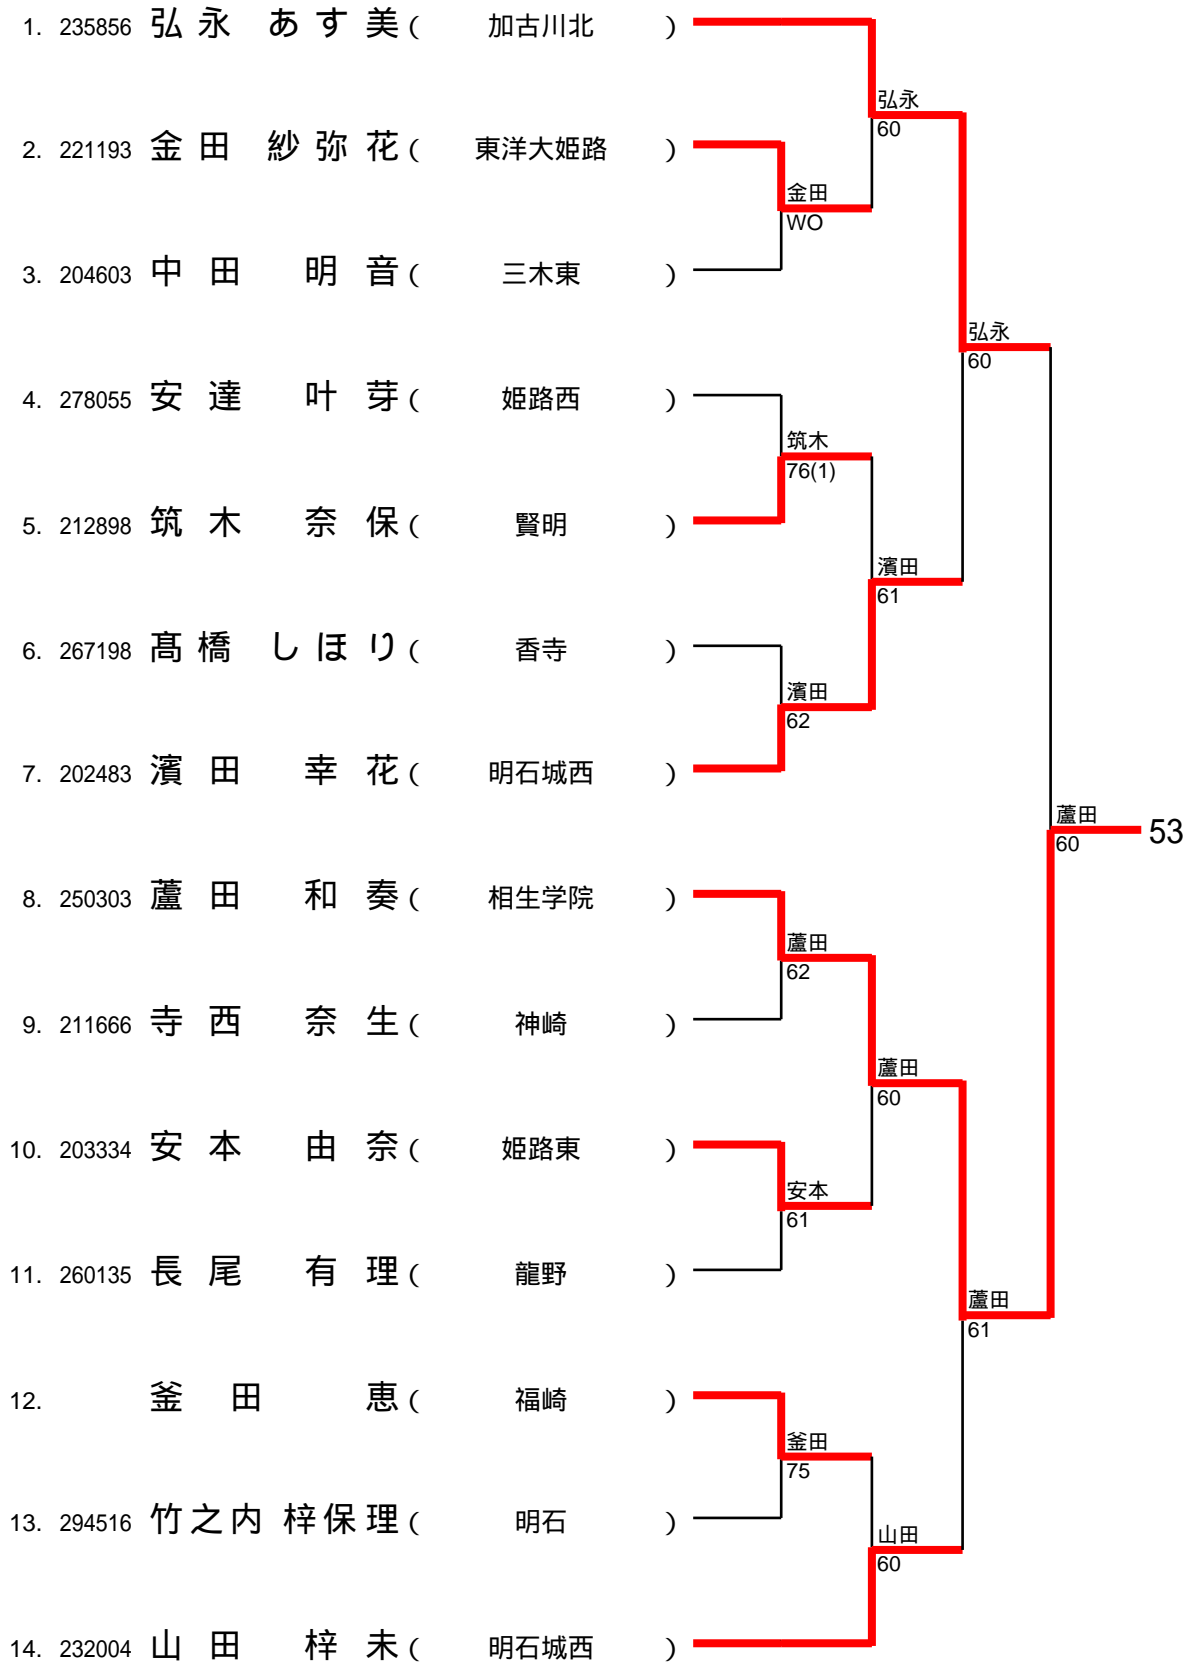 1. 235856 弘永 あす美 ( 加古川北 )
弘永
60
2. 221193 金田 紗弥花 ( 東洋大姫路 )
金田
WO
3. 204603 中田 明音 ( 三木東 )
弘永
60
4. 278055 安達 叶芽 ( 姫路西 )
筑木
76(1)
5. 212898 筑木 奈保 ( 賢明 )
濱田
61
6. 267198 髙橋 しほり ( 香寺 )
濱田
62
7. 202483 濱田 幸花 ( 明石城西 )
蘆田
60
53
8. 250303 蘆田 和奏 ( 相生学院 )
蘆田
62
9. 211666 寺西 奈生 ( 神崎 )
蘆田
60
10. 203334 安本 由奈 ( 姫路東 )
安本
61
11. 260135 長尾 有理 ( 龍野 )
蘆田
61
12. 釜田 恵 ( 福崎 )
釜田
75
13. 294516 竹之内 梓保理 ( 明石 )
山田
60
14. 232004 山田 梓未 ( 明石城西 )